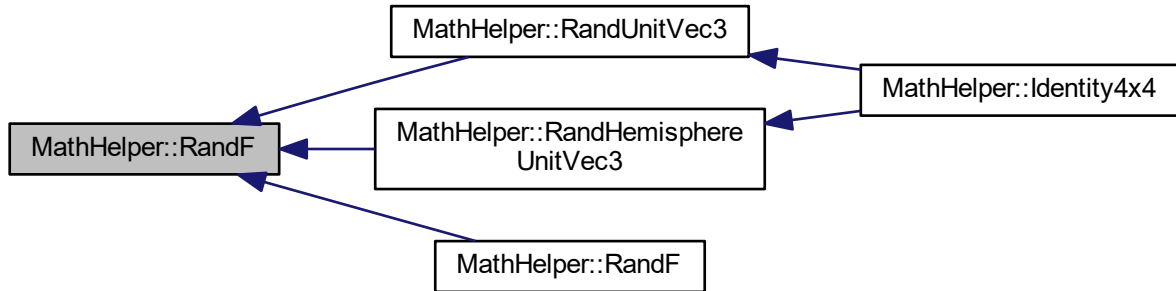 MathHelper::RandF
MathHelper::RandUnitVec3
MathHelper::RandHemisphere
UnitVec3
MathHelper::RandF
MathHelper::Identity4x4